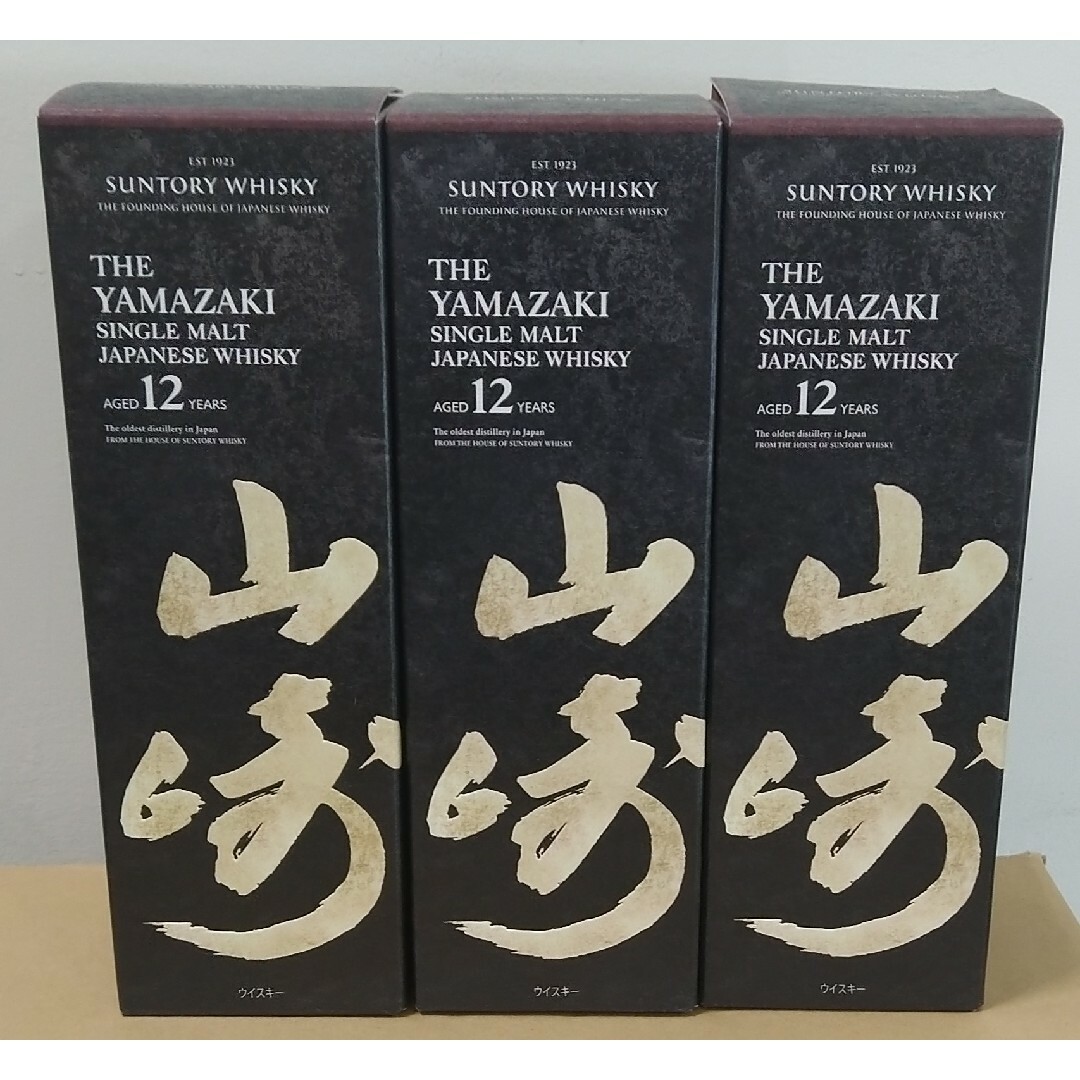 EST 1923
SUNTORY WHISKY
THE FOUNDING HOUSE OF JAPANESE WHISKY
THE
YAMAZAKI
SINGLE MALT
JAPANESE WHISKY
AGED 12 YEARS
The oldest distillery in Japan
FROM THE HOUSE OF SUNTORY WHISKY
山
崎
ウイスキー
EST 1923
SUNTORY WHISKY
THE FOUNDING HOUSE OF JAPANESE WHISKY
THE
YAMAZAKI
SINGLE MALT
JAPANESE WHISKY
AGED 12 YEARS
The oldest distillery in Japan
FROM THE HOUSE OF SUNTORY WHISKY
山
崎
ウイスキー
EST 1923
SUNTORY WHISKY
THE FOUNDING HOUSE OF JAPANESE WHISKY
THE
YAMAZAKI
SINGLE MALT
JAPANESE WHISKY
AGED 12 YEARS
The oldest distillery in Japan
FROM THE HOUSE OF SUNTORY WHISKY
山
崎
ウイスキー